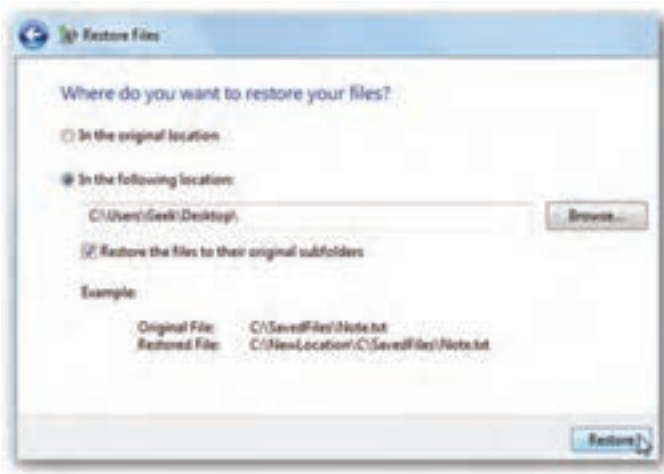 Restore Files
Where do you want to restore your files?
In the original location
In the following location:
C:\Users\Geek\Desktop\
Browse...
Restore the files to their original subfolders
Example:
Original File: C:\SavedFiles\Note.txt
Restored File: C:\NewLocation\C\SavedFiles\Note.txt
Restore